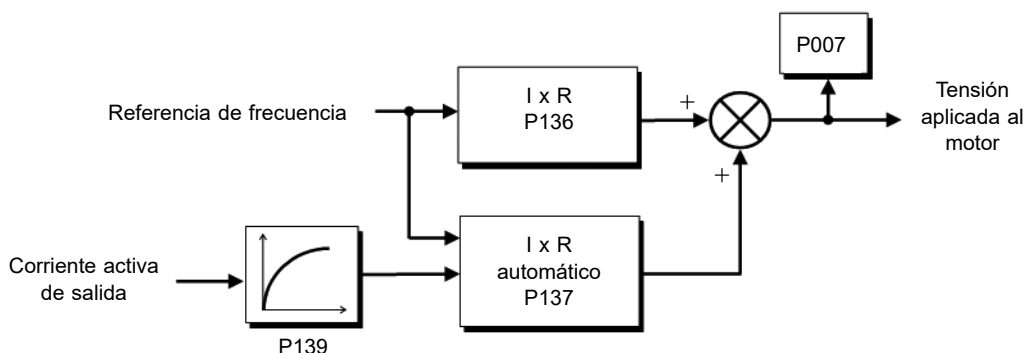 P007
I x R
P136
Referencia de frecuencia
+
Tensión
aplicada al
motor
+
I x R
automático
P137
Corriente activa
de salida
P139